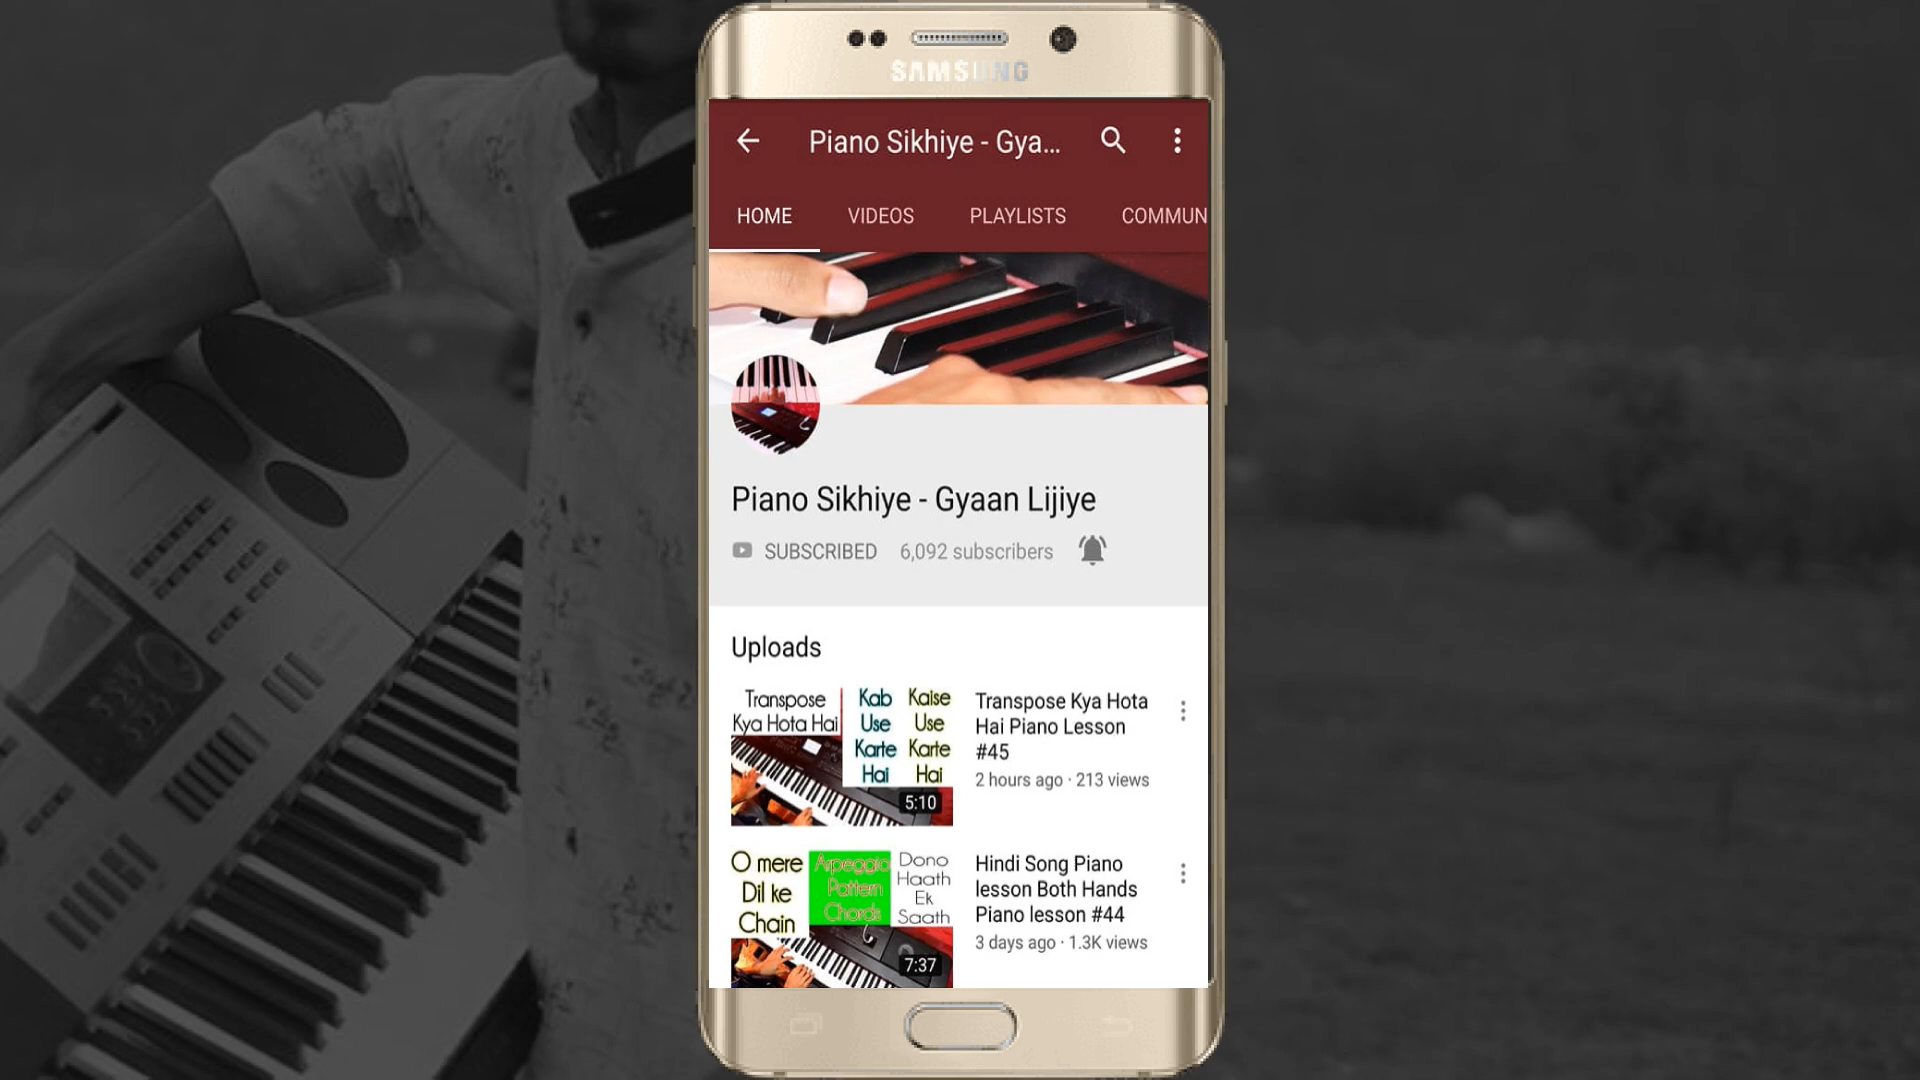 SAMSUNG
Piano Sikhiye - Gya...
HOME VIDEOS PLAYLISTS COMMUN
Piano Sikhiye - Gyaan Lijiye
SUBSCRIBED 6,092 subscribers
Uploads
Transpose
Kya Hota Hai
Kab
Use
Karte
Hai
Kaise
Use
Karte
Hai
5:10
Transpose Kya Hota
Hai Piano Lesson
#45
2 hours ago · 213 views
O mere
Dil ke
Chain
Arpeggio
Pattern
Chords
Dono
Haath
Ek
Saath
7:37
Hindi Song Piano
lesson Both Hands
Piano lesson #44
3 days ago · 1.3K views